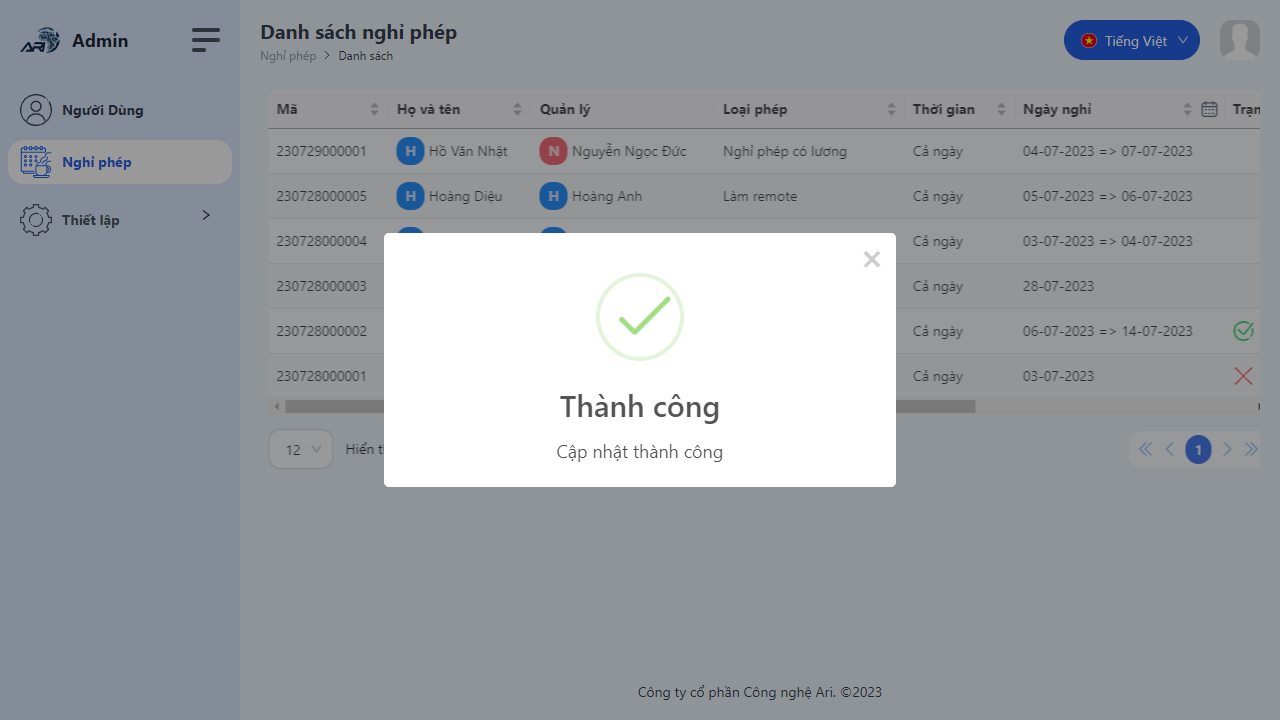 ARI
Admin
Người Dùng
Nghỉ phép
Thiết lập
Danh sách nghỉ phép
Nghỉ phép > Danh sách
Tiếng Việt
Mã Họ và tên Quản lý Loại phép Thời gian Ngày nghỉ
230729000001 H Hồ Văn Nhật N Nguyễn Ngọc Đức Nghỉ phép có lương Cả ngày 04-07-2023 => 07-07-2023
230728000005 H Hoàng Diệu H Hoàng Anh Làm remote Cả ngày 05-07-2023 => 06-07-2023
230728000004 Cả ngày 03-07-2023 => 04-07-2023
230728000003 Cả ngày 28-07-2023
230728000002 Cả ngày 06-07-2023 => 14-07-2023
230728000001 Cả ngày 03-07-2023
×
Thành công
Cập nhật thành công
12 Hiển
1
Công ty cổ phần Công nghệ Ari. ©2023